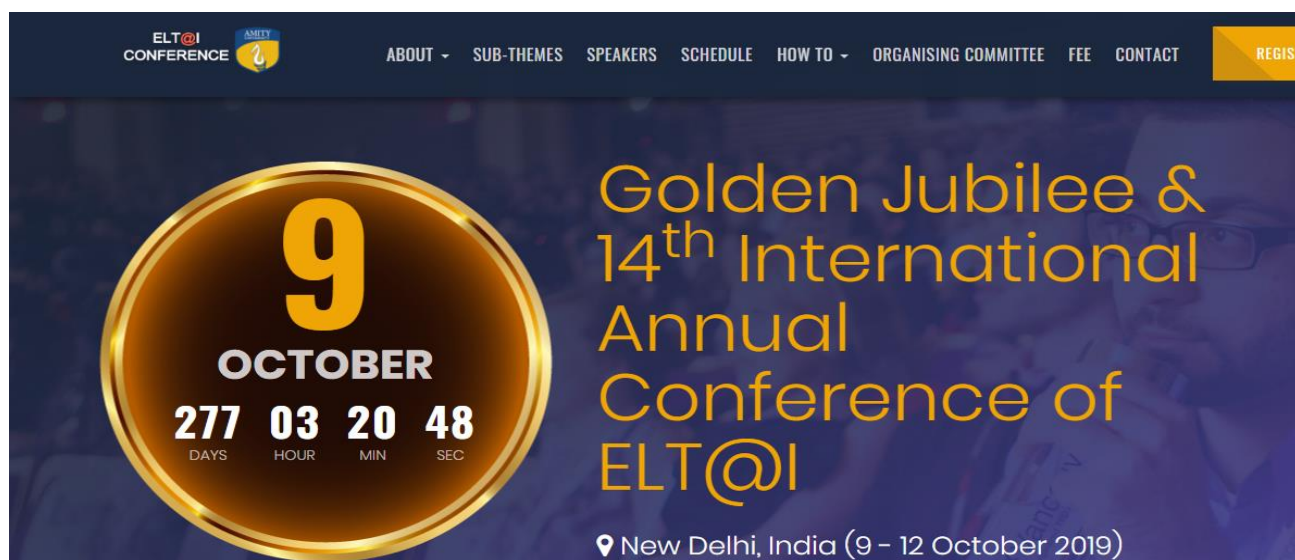 ELT@I
CONFERENCE
AMITY
UNIVERSITY
ABOUT SUB-THEMES SPEAKERS SCHEDULE HOW TO ORGANISING COMMITTEE FEE CONTACT REGIS
9
OCTOBER
277 03 20 48
DAYS HOUR MIN SEC
Golden Jubilee &
14th International
Annual
Conference of
ELT@I
New Delhi, India (9 - 12 October 2019)